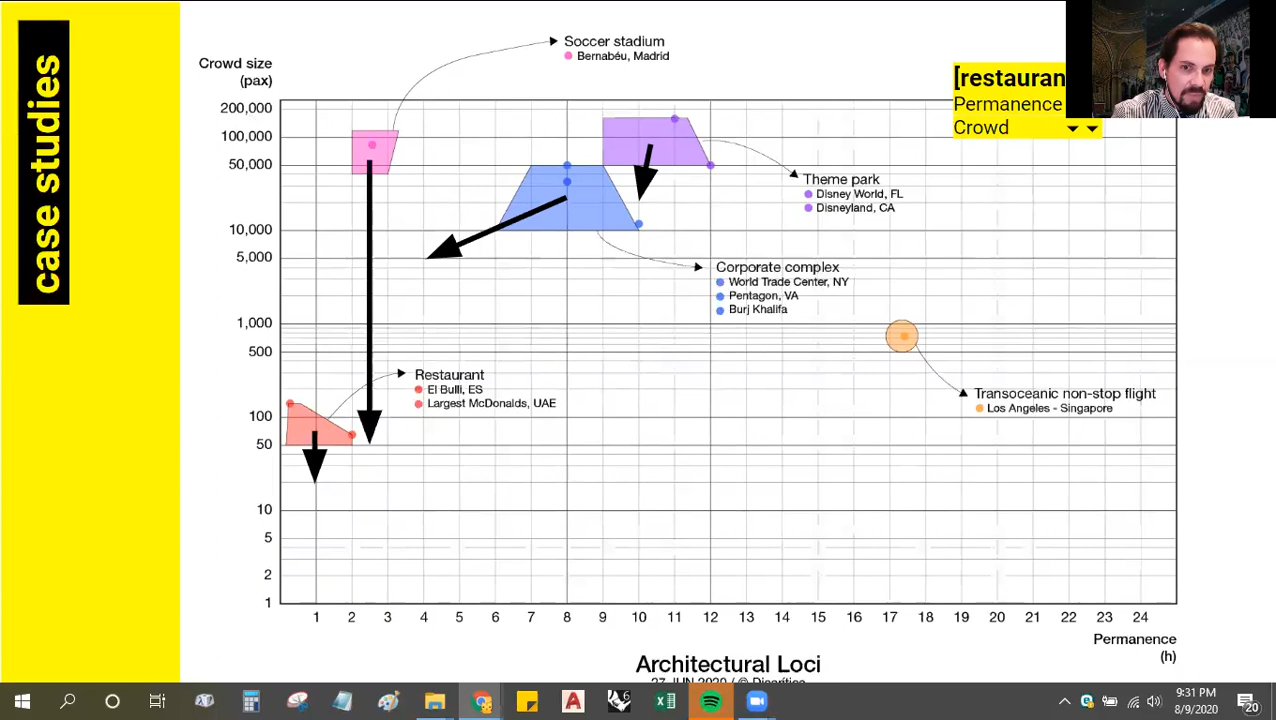 case studies
Soccer stadium
Bernabéu, Madrid
Crowd size
(pax)
[restauran
Permanence
Crowd
200,000
100,000
50,000
10,000
5,000
1,000
500
100
50
10
5
2
1
Theme park
Disney World, FL
Disneyland, CA
Corporate complex
World Trade Center, NY
Pentagon, VA
Burj Khalifa
Restaurant
El Bulli, ES
Largest McDonalds, UAE
Transoceanic non-stop flight
Los Angeles - Singapore
1 2 3 4 5 6 7 8 9 10 11 12 13 14 15 16 17 18 19 20 21 22 23 24
Permanence
(h)
Architectural Loci
27 JUN 2020 / © Disarítica
9:31 PM
8/9/2020
20